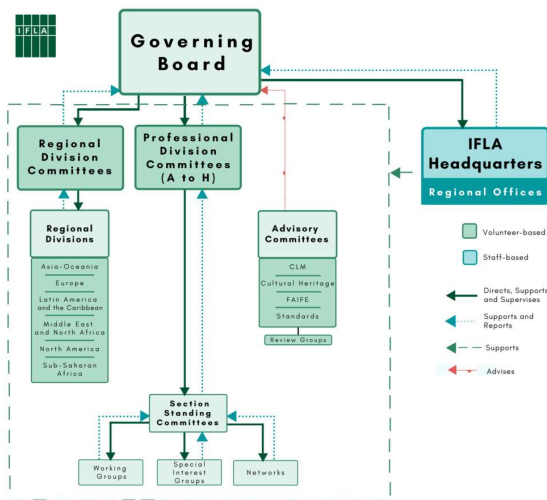 IFLA
Governing
Board
Regional
Division
Committees
Professional
Division
Committees
(A to H)
IFLA
Headquarters
Regional Offices
Regional
Divisions
Asia-Oceania
Europe
Latin America
and the Caribbean
Middle East
and North Africa
North America
Sub-Saharan
Africa
Advisory
Committees
CLM
Cultural Heritage
FAIFE
Standards
Review Groups
Volunteer-based
Staff-based
Directs, Supports
and Supervises
Supports and
Reports
Supports
Advises
Section
Standing
Committees
Working
Groups
Special
Interest
Groups
Networks